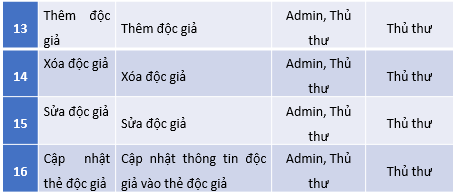 13 Thêm độc giả Thêm độc giả Admin, Thủ thư Thủ thư
14 Xóa độc giả Xóa độc giả Admin, Thủ thư Thủ thư
15 Sửa độc giả Sửa độc giả Admin, Thủ thư Thủ thư
16 Cập nhật thẻ độc giả Cập nhật thông tin độc giả vào thẻ độc giả Admin, Thủ thư Thủ thư